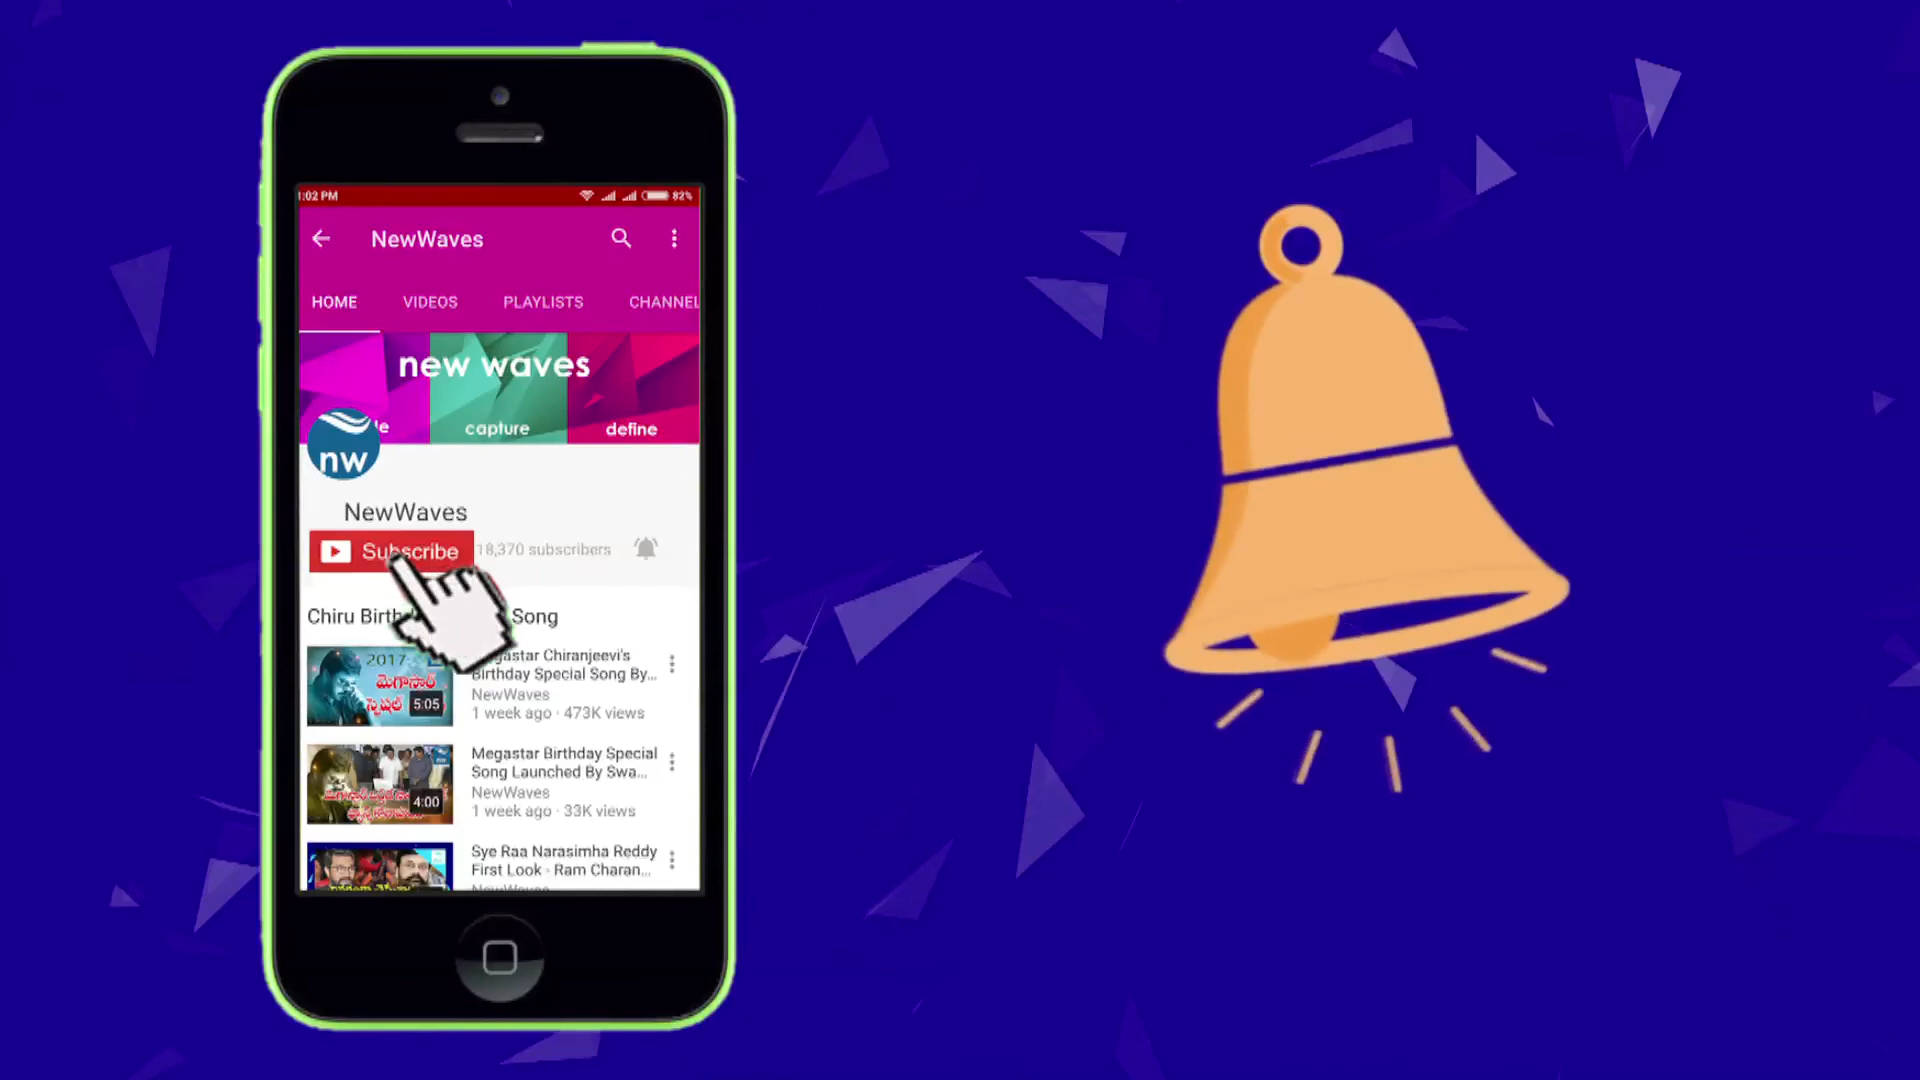 1:02 PM
82%
NewWaves
HOME VIDEOS PLAYLISTS CHANNEL
new waves
capture
define
nw
NewWaves
Subscribe
18,370 subscribers
Song
2017
మెగాస్టార్
స్పెషల్
5:05
Chiranjeevi's
Birthday Special Song By...
NewWaves
1 week ago · 473K views
4:00
Megastar Birthday Special
Song Launched By Swa...
NewWaves
1 week ago · 33K views
Sye Raa Narasimha Reddy
First Look - Ram Charan...